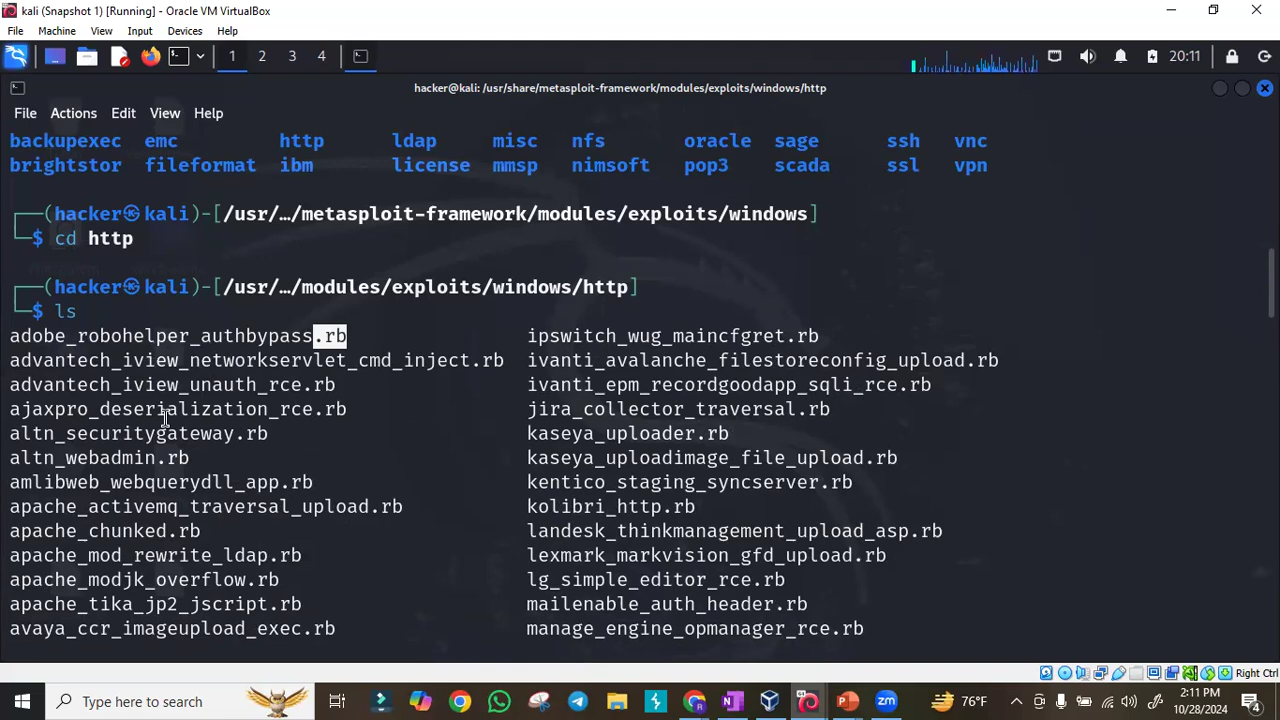 kali (Snapshot 1) [Running] - Oracle VM VirtualBox
File Machine View Input Devices Help
1 2 3 4 20:11
hacker@kali: /usr/share/metasploit-framework/modules/exploits/windows/http
File Actions Edit View Help
backupexec emc http ldap misc nfs oracle sage ssh vnc
brightstor fileformat ibm license mmsp nimsoft pop3 scada ssl vpn
┌──(hacker㉿kali)-[/usr/…/metasploit-framework/modules/exploits/windows]
└─$ cd http
┌──(hacker㉿kali)-[/usr/…/modules/exploits/windows/http]
└─$ ls
adobe_robohelper_authbypass.rb ipswitch_wug_maincfgret.rb
advantech_iview_networkservlet_cmd_inject.rb ivanti_avalanche_filestoreconfig_upload.rb
advantech_iview_unauth_rce.rb ivanti_epm_recordgoodapp_sqli_rce.rb
ajaxpro_deserialization_rce.rb jira_collector_traversal.rb
altn_securitygateway.rb kaseya_uploader.rb
altn_webadmin.rb kaseya_uploadimage_file_upload.rb
amlibweb_webquerydll_app.rb kentico_staging_syncserver.rb
apache_activemq_traversal_upload.rb kolibri_http.rb
apache_chunked.rb landesk_thinkmanagement_upload_asp.rb
apache_mod_rewrite_ldap.rb lexmark_markvision_gfd_upload.rb
apache_modjk_overflow.rb lg_simple_editor_rce.rb
apache_tika_jp2_jscript.rb mailenable_auth_header.rb
avaya_ccr_imageupload_exec.rb manage_engine_opmanager_rce.rb
Right Ctrl
Type here to search 76°F 2:11 PM
10/28/2024